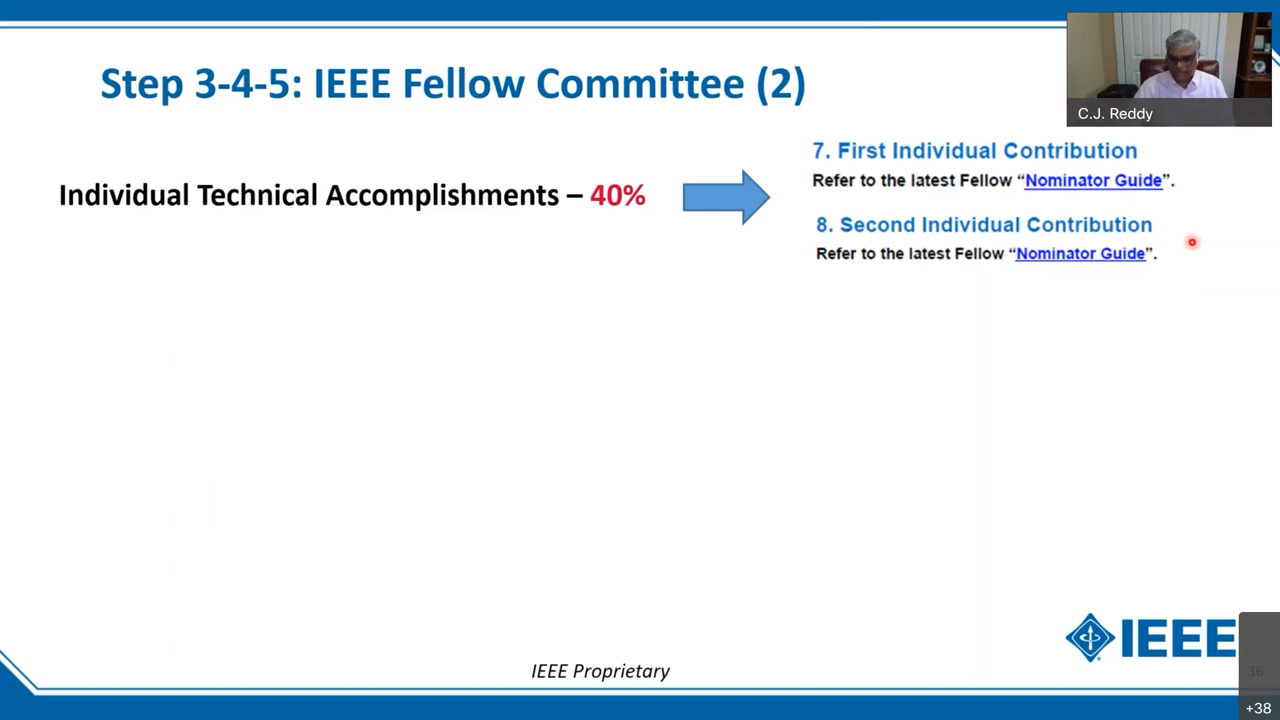 Step 3-4-5: IEEE Fellow Committee (2)
C.J. Reddy
Individual Technical Accomplishments – 40%
7. First Individual Contribution
Refer to the latest Fellow “Nominator Guide”.
8. Second Individual Contribution
Refer to the latest Fellow “Nominator Guide”.
IEEE
IEEE Proprietary
36
+38